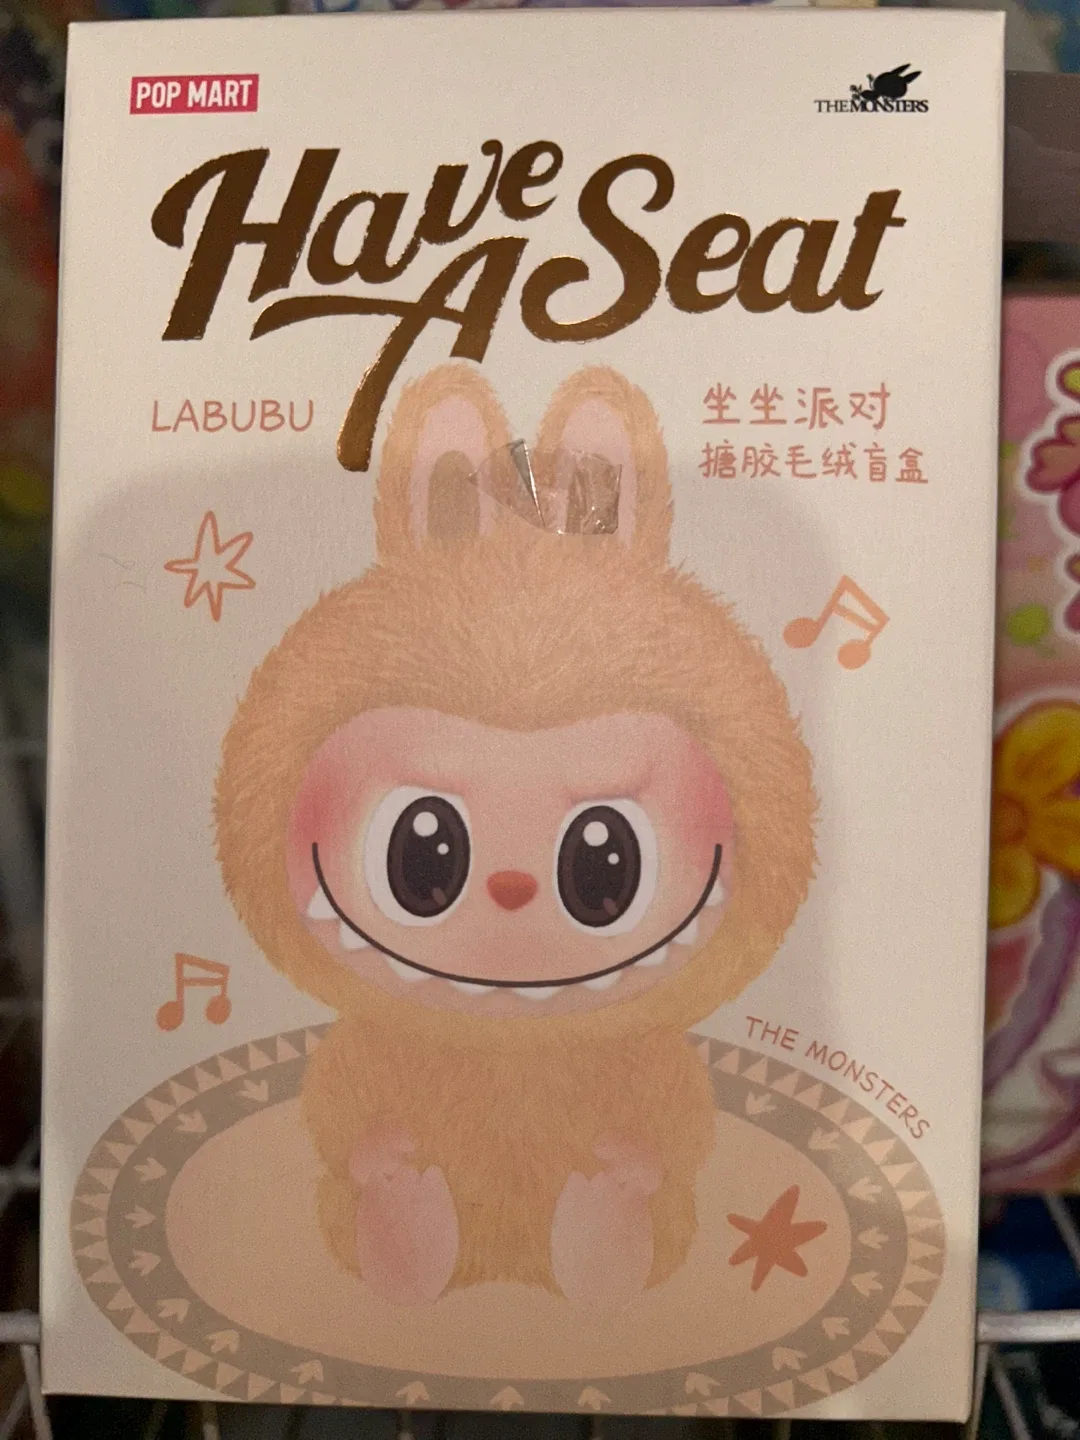 POP MART
THE MONSTERS
Have A Seat
LABUBU
坐坐派对
搪胶毛绒盲盒
THE MONSTERS